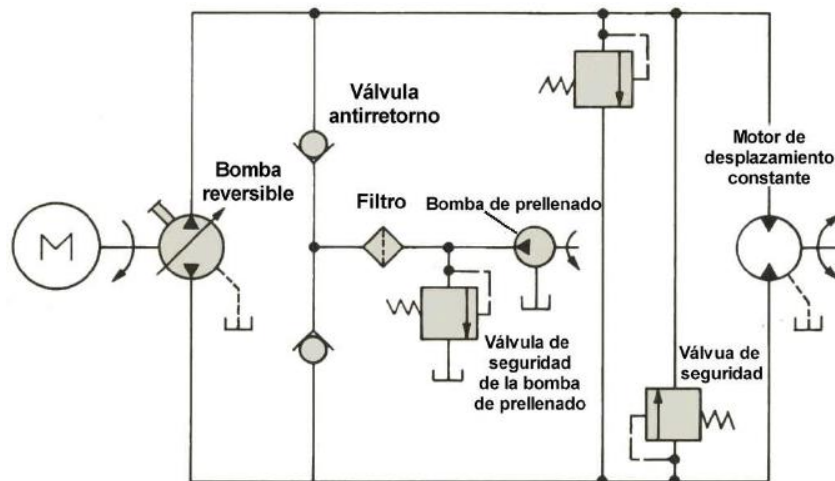 Válvula
antirretorno
Bomba
reversible
Filtro
Bomba de prellenado
Motor de
desplazamiento
constante
M
Válvula de
seguridad
de la bomba
de prellenado
Válvua de
seguridad